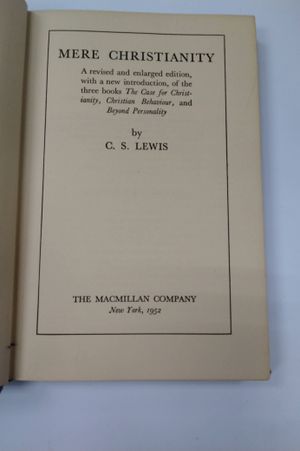 MERE CHRISTIANITY
A revised and enlarged edition,
with a new introduction, of the
three books The Case for Christ-
ianity, Christian Behaviour, and
Beyond Personality
by
C. S. LEWIS
THE MACMILLAN COMPANY
New York, 1952